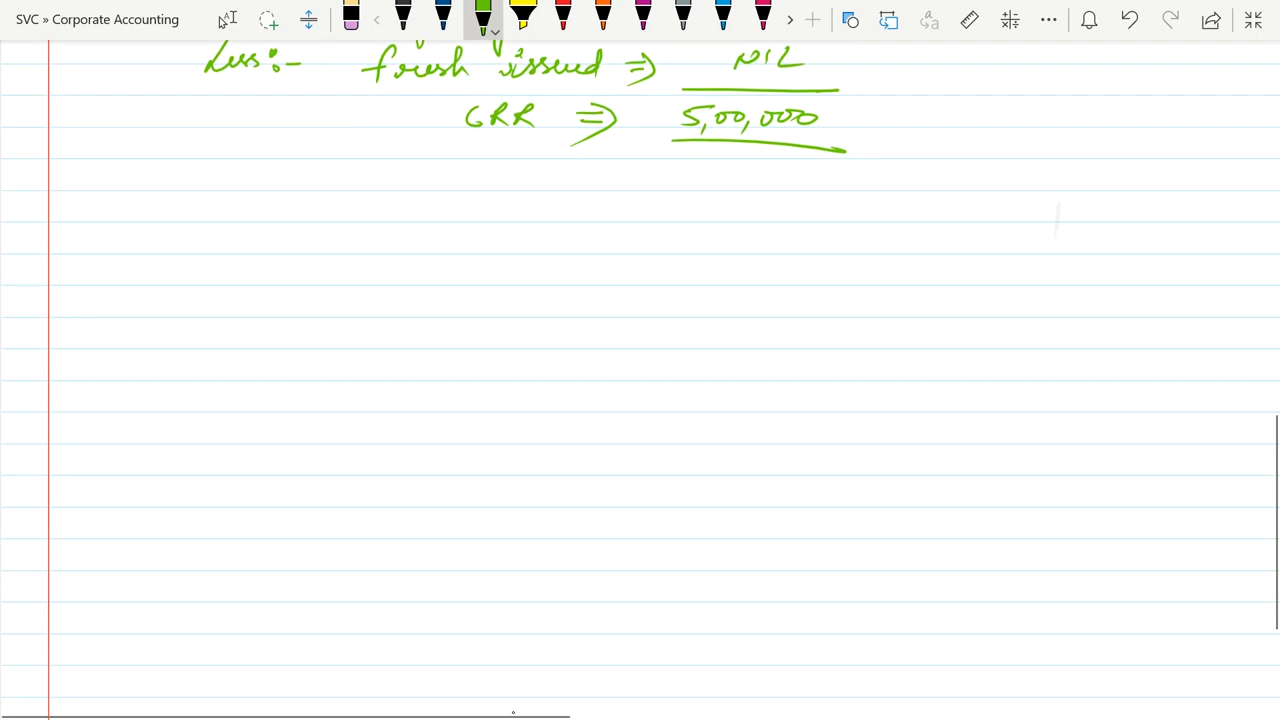 SVC » Corporate Accounting
Less:- fresh issued ⇒ NIL
CRR ⇒ 5,00,000